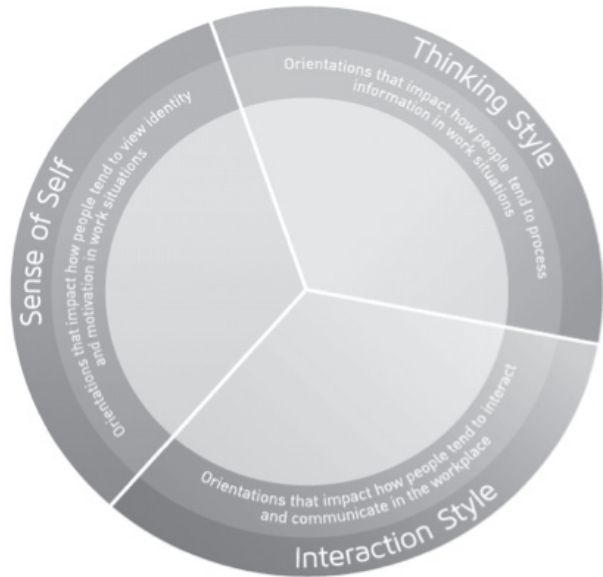 Thinking Style
Orientations that impact how people tend to process
information in work situations
Sense of Self
Orientations that impact how people tend to view identity
and motivation in work situations
Orientations that impact how people tend to interact
and communicate in the workplace
Interaction Style